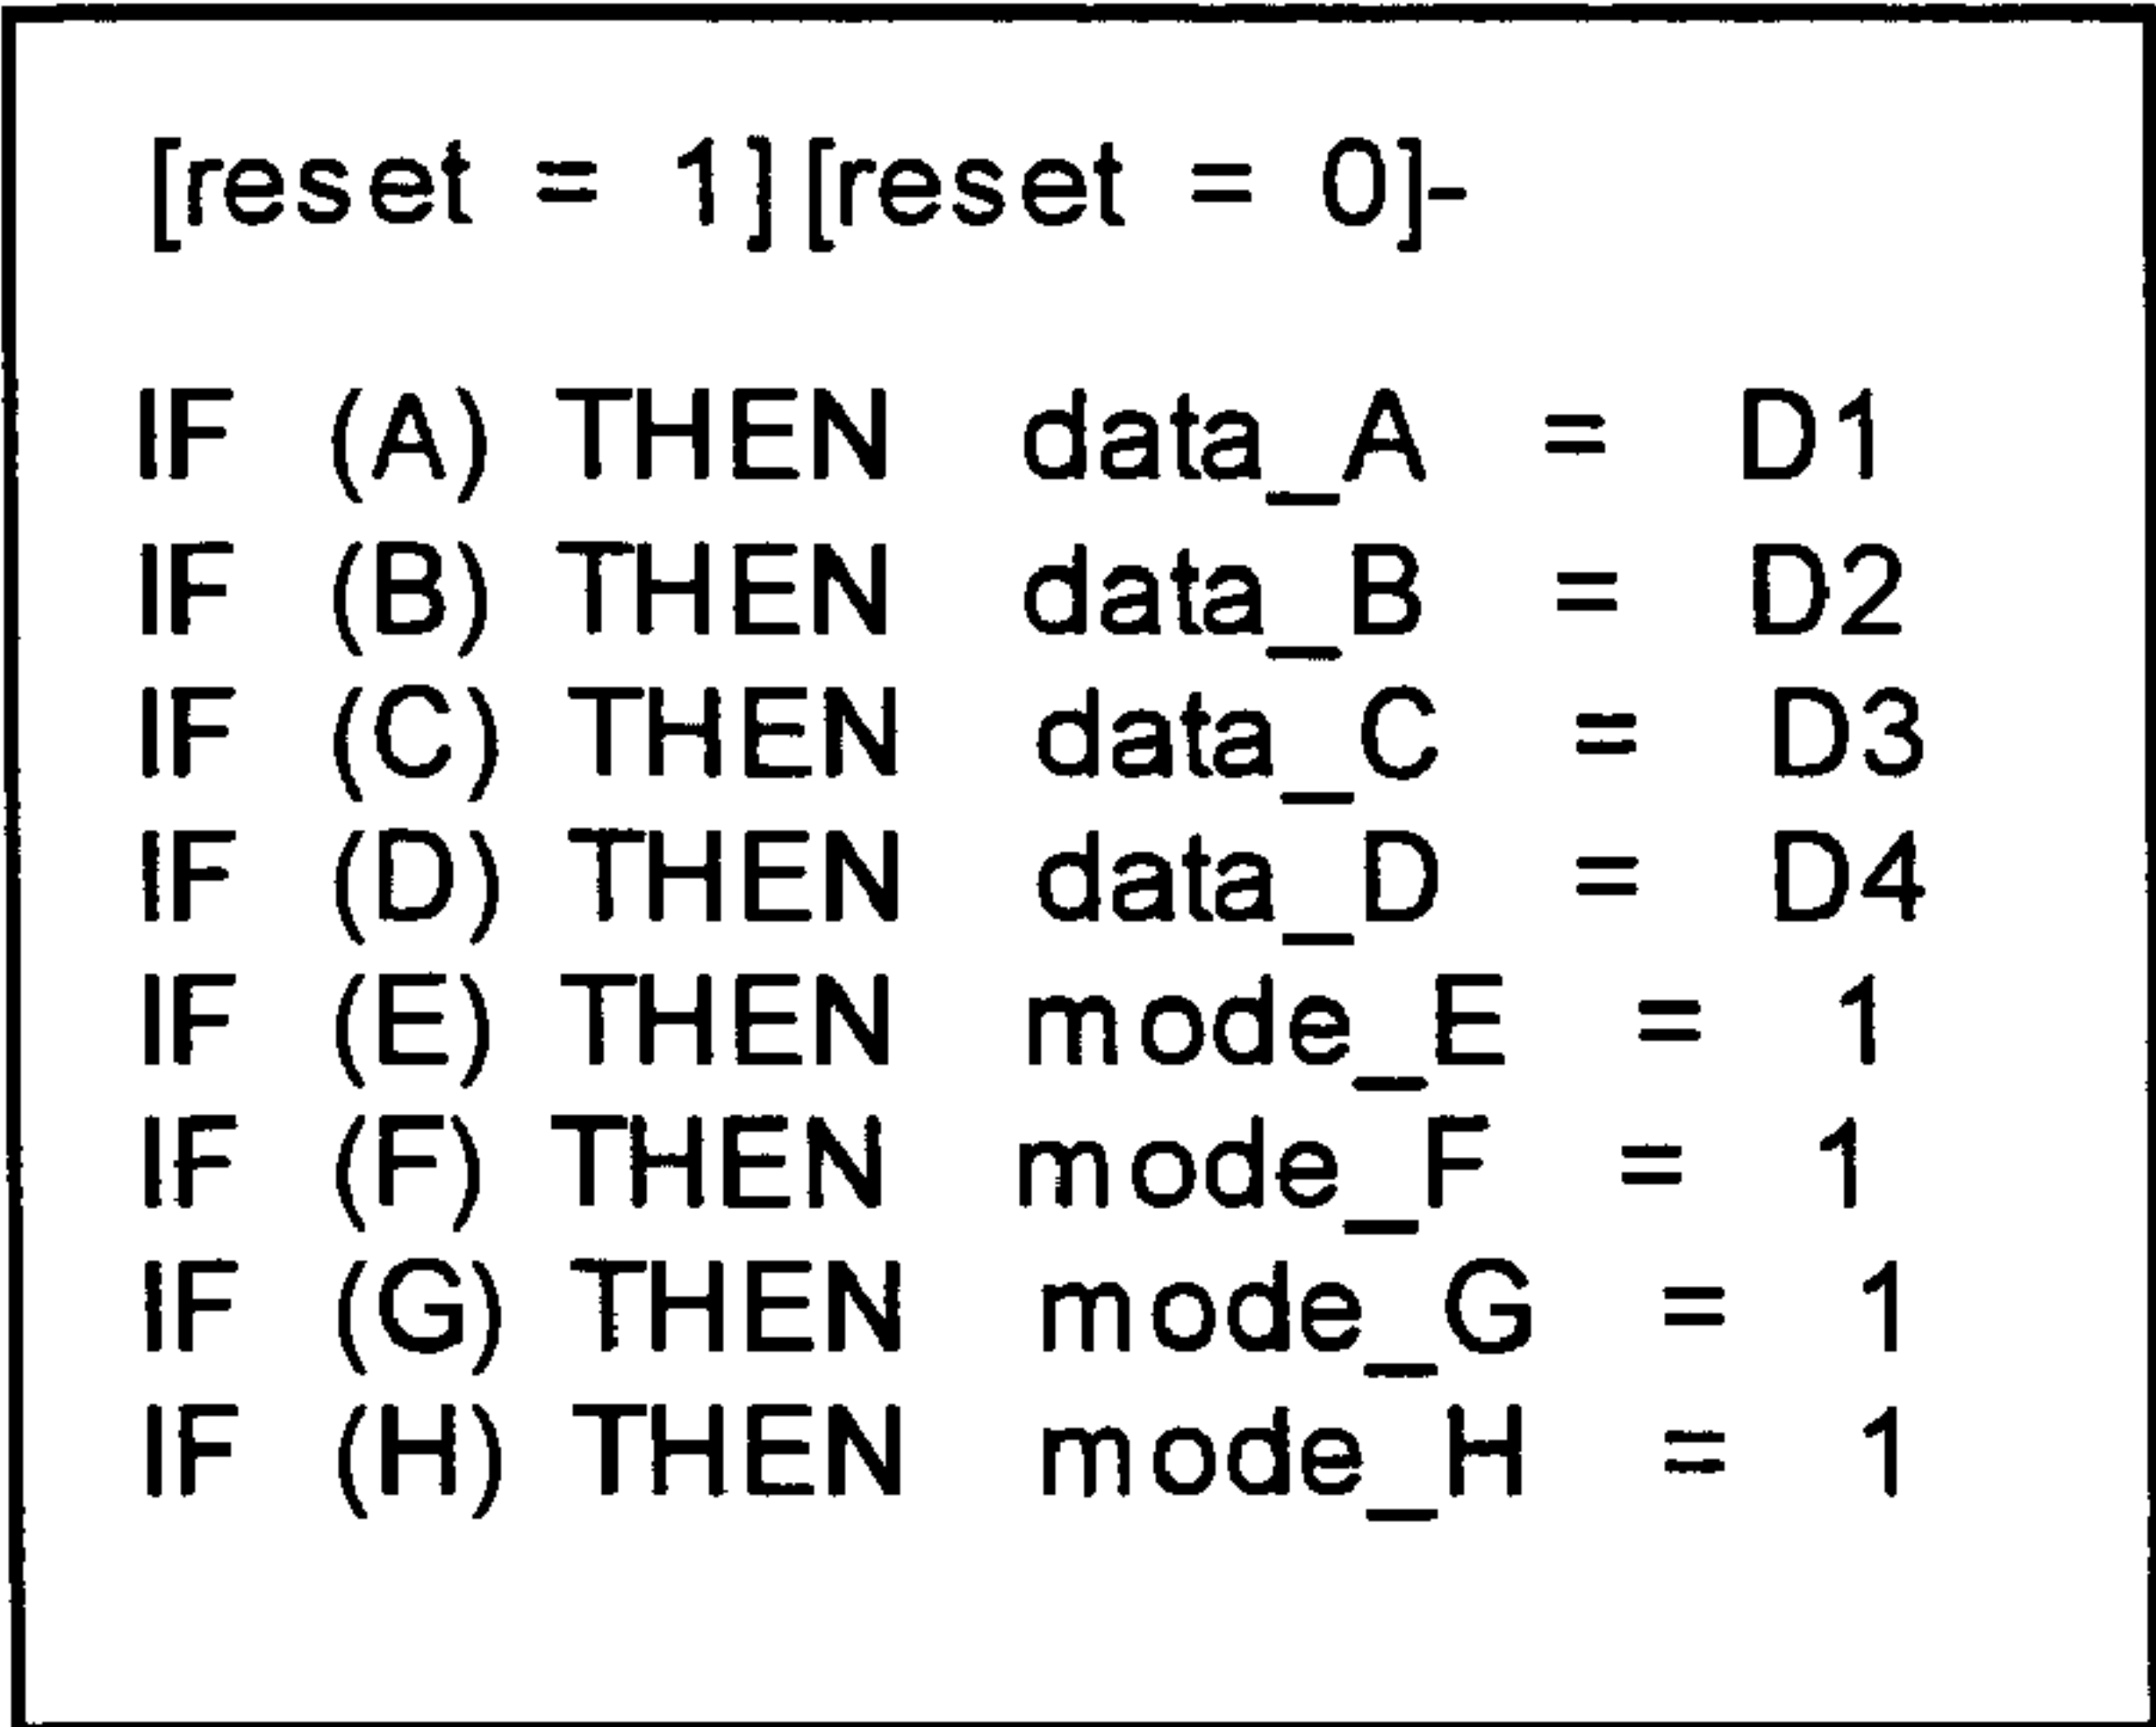 [reset = 1][reset = 0]-
IF (A) THEN data_A = D1
IF (B) THEN data_B = D2
IF (C) THEN data_C = D3
IF (D) THEN data_D = D4
IF (E) THEN mode_E = 1
IF (F) THEN mode_F = 1
IF (G) THEN mode_G = 1
IF (H) THEN mode_H = 1